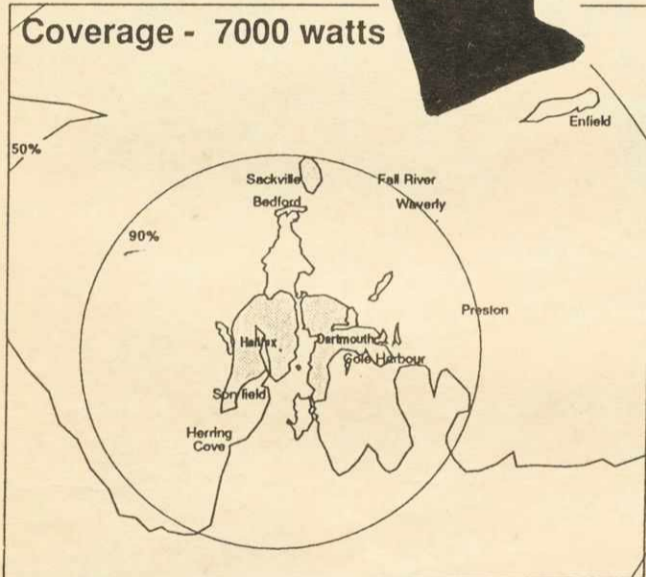 Coverage - 7000 watts
Enfield
50%
Sackville
Fall River
Bedford
Waverly
90%
Preston
Halifax
Dartmouth
Cole Harbour
Spryfield
Herring
Cove